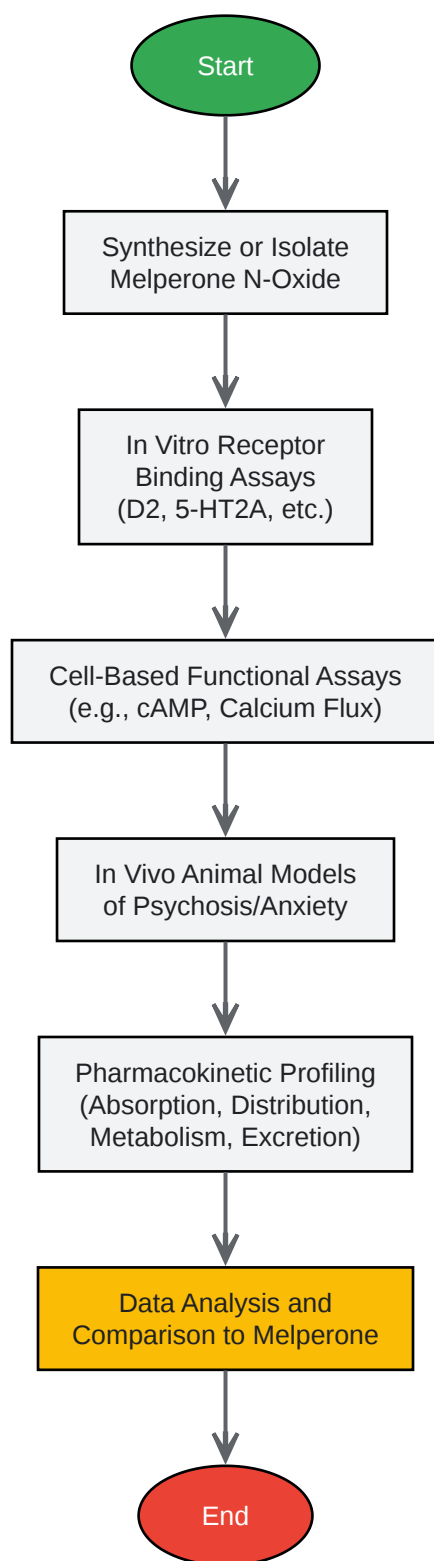 Start
Synthesize or Isolate
Melperone N-Oxide
In Vitro Receptor
Binding Assays
(D2, 5-HT2A, etc.)
Cell-Based Functional Assays
(e.g., cAMP, Calcium Flux)
In Vivo Animal Models
of Psychosis/Anxiety
Pharmacokinetic Profiling
(Absorption, Distribution,
Metabolism, Excretion)
Data Analysis and
Comparison to Melperone
End